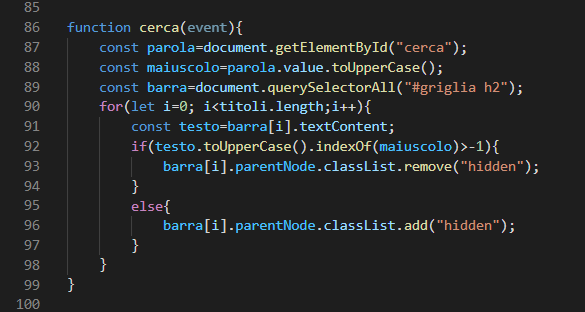 85
86 function cerca(event){
87 const parola=document.getElementById("cerca");
88 const maiuscolo=parola.value.toUpperCase();
89 const barra=document.querySelectorAll("#griglia h2");
90 for(let i=0; i<titoli.length;i++){
91 const testo=barra[i].textContent;
92 if(testo.toUpperCase().indexOf(maiuscolo)>-1){
93 barra[i].parentNode.classList.remove("hidden");
94 }
95 else{
96 barra[i].parentNode.classList.add("hidden");
97 }
98 }
99 }
100